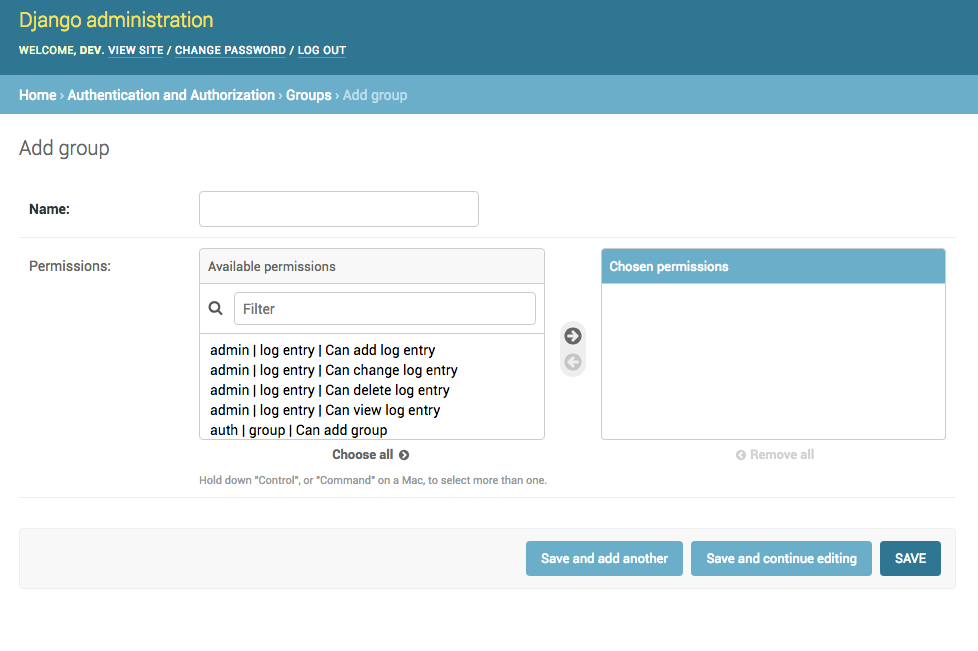 Django administration
WELCOME, DEV. VIEW SITE / CHANGE PASSWORD / LOG OUT
Home › Authentication and Authorization › Groups › Add group
Add group
Name:
Permissions:
Available permissions
Filter
admin | log entry | Can add log entry
admin | log entry | Can change log entry
admin | log entry | Can delete log entry
admin | log entry | Can view log entry
auth | group | Can add group
Choose all
Chosen permissions
Remove all
Hold down "Control", or "Command" on a Mac, to select more than one.
Save and add another
Save and continue editing
SAVE